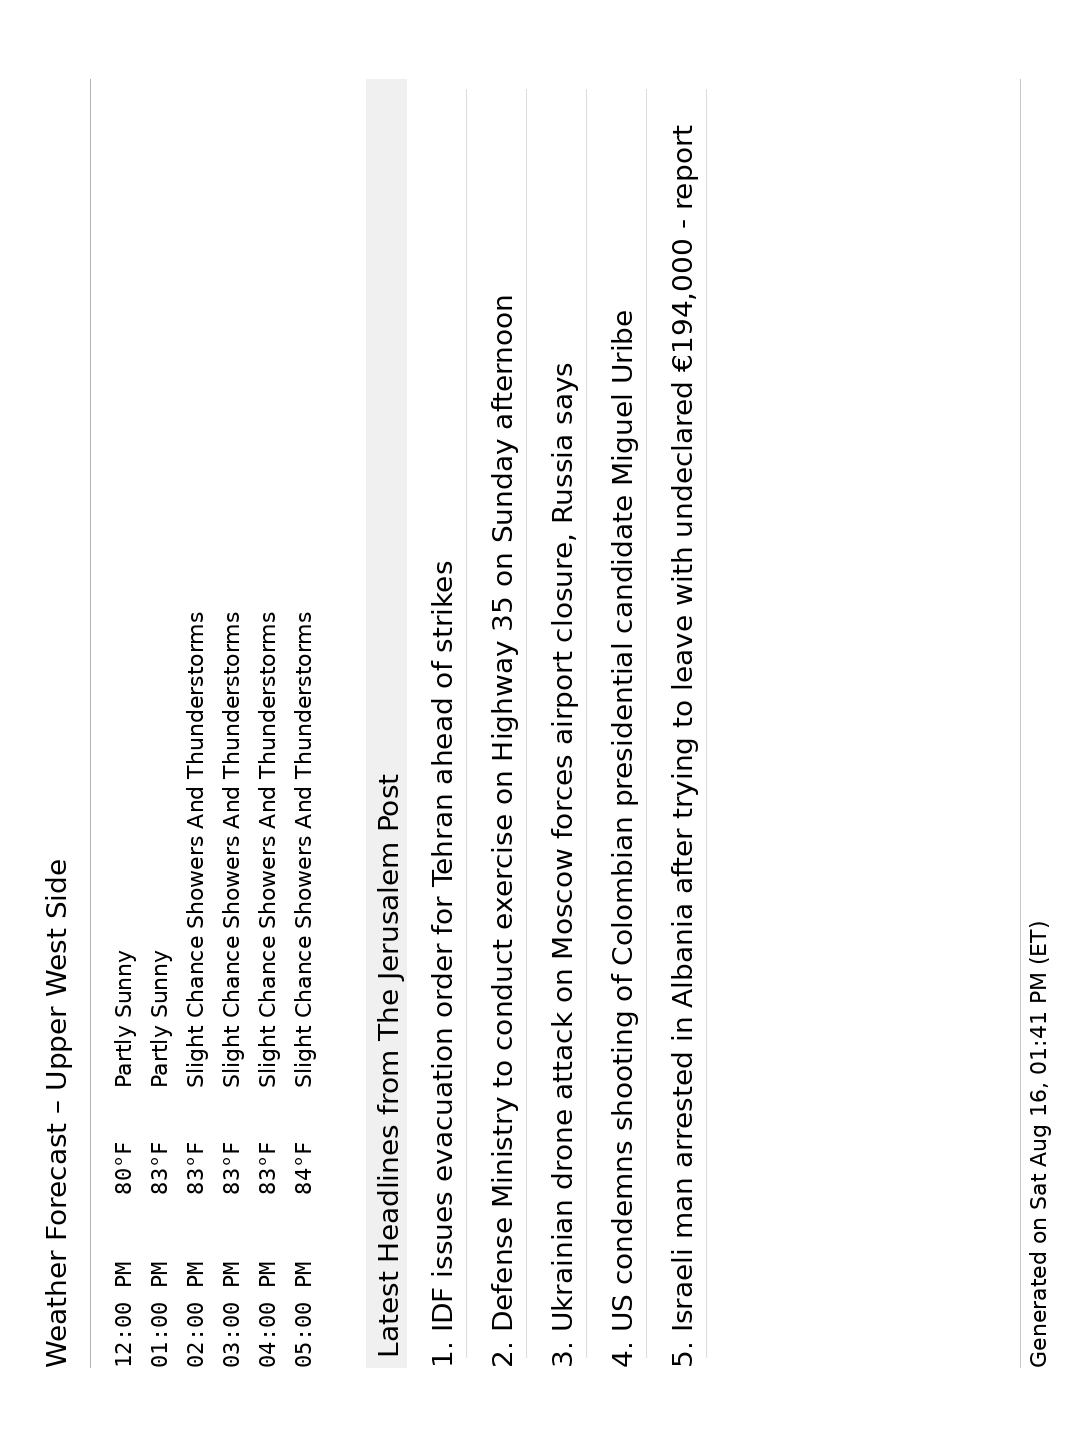 Weather Forecast – Upper West Side
12:00 PM 80°F Partly Sunny
01:00 PM 83°F Partly Sunny
02:00 PM 83°F Slight Chance Showers And Thunderstorms
03:00 PM 83°F Slight Chance Showers And Thunderstorms
04:00 PM 83°F Slight Chance Showers And Thunderstorms
05:00 PM 84°F Slight Chance Showers And Thunderstorms
Latest Headlines from The Jerusalem Post
1. IDF issues evacuation order for Tehran ahead of strikes
2. Defense Ministry to conduct exercise on Highway 35 on Sunday afternoon
3. Ukrainian drone attack on Moscow forces airport closure, Russia says
4. US condemns shooting of Colombian presidential candidate Miguel Uribe
5. Israeli man arrested in Albania after trying to leave with undeclared €194,000 - report
Generated on Sat Aug 16, 01:41 PM (ET)